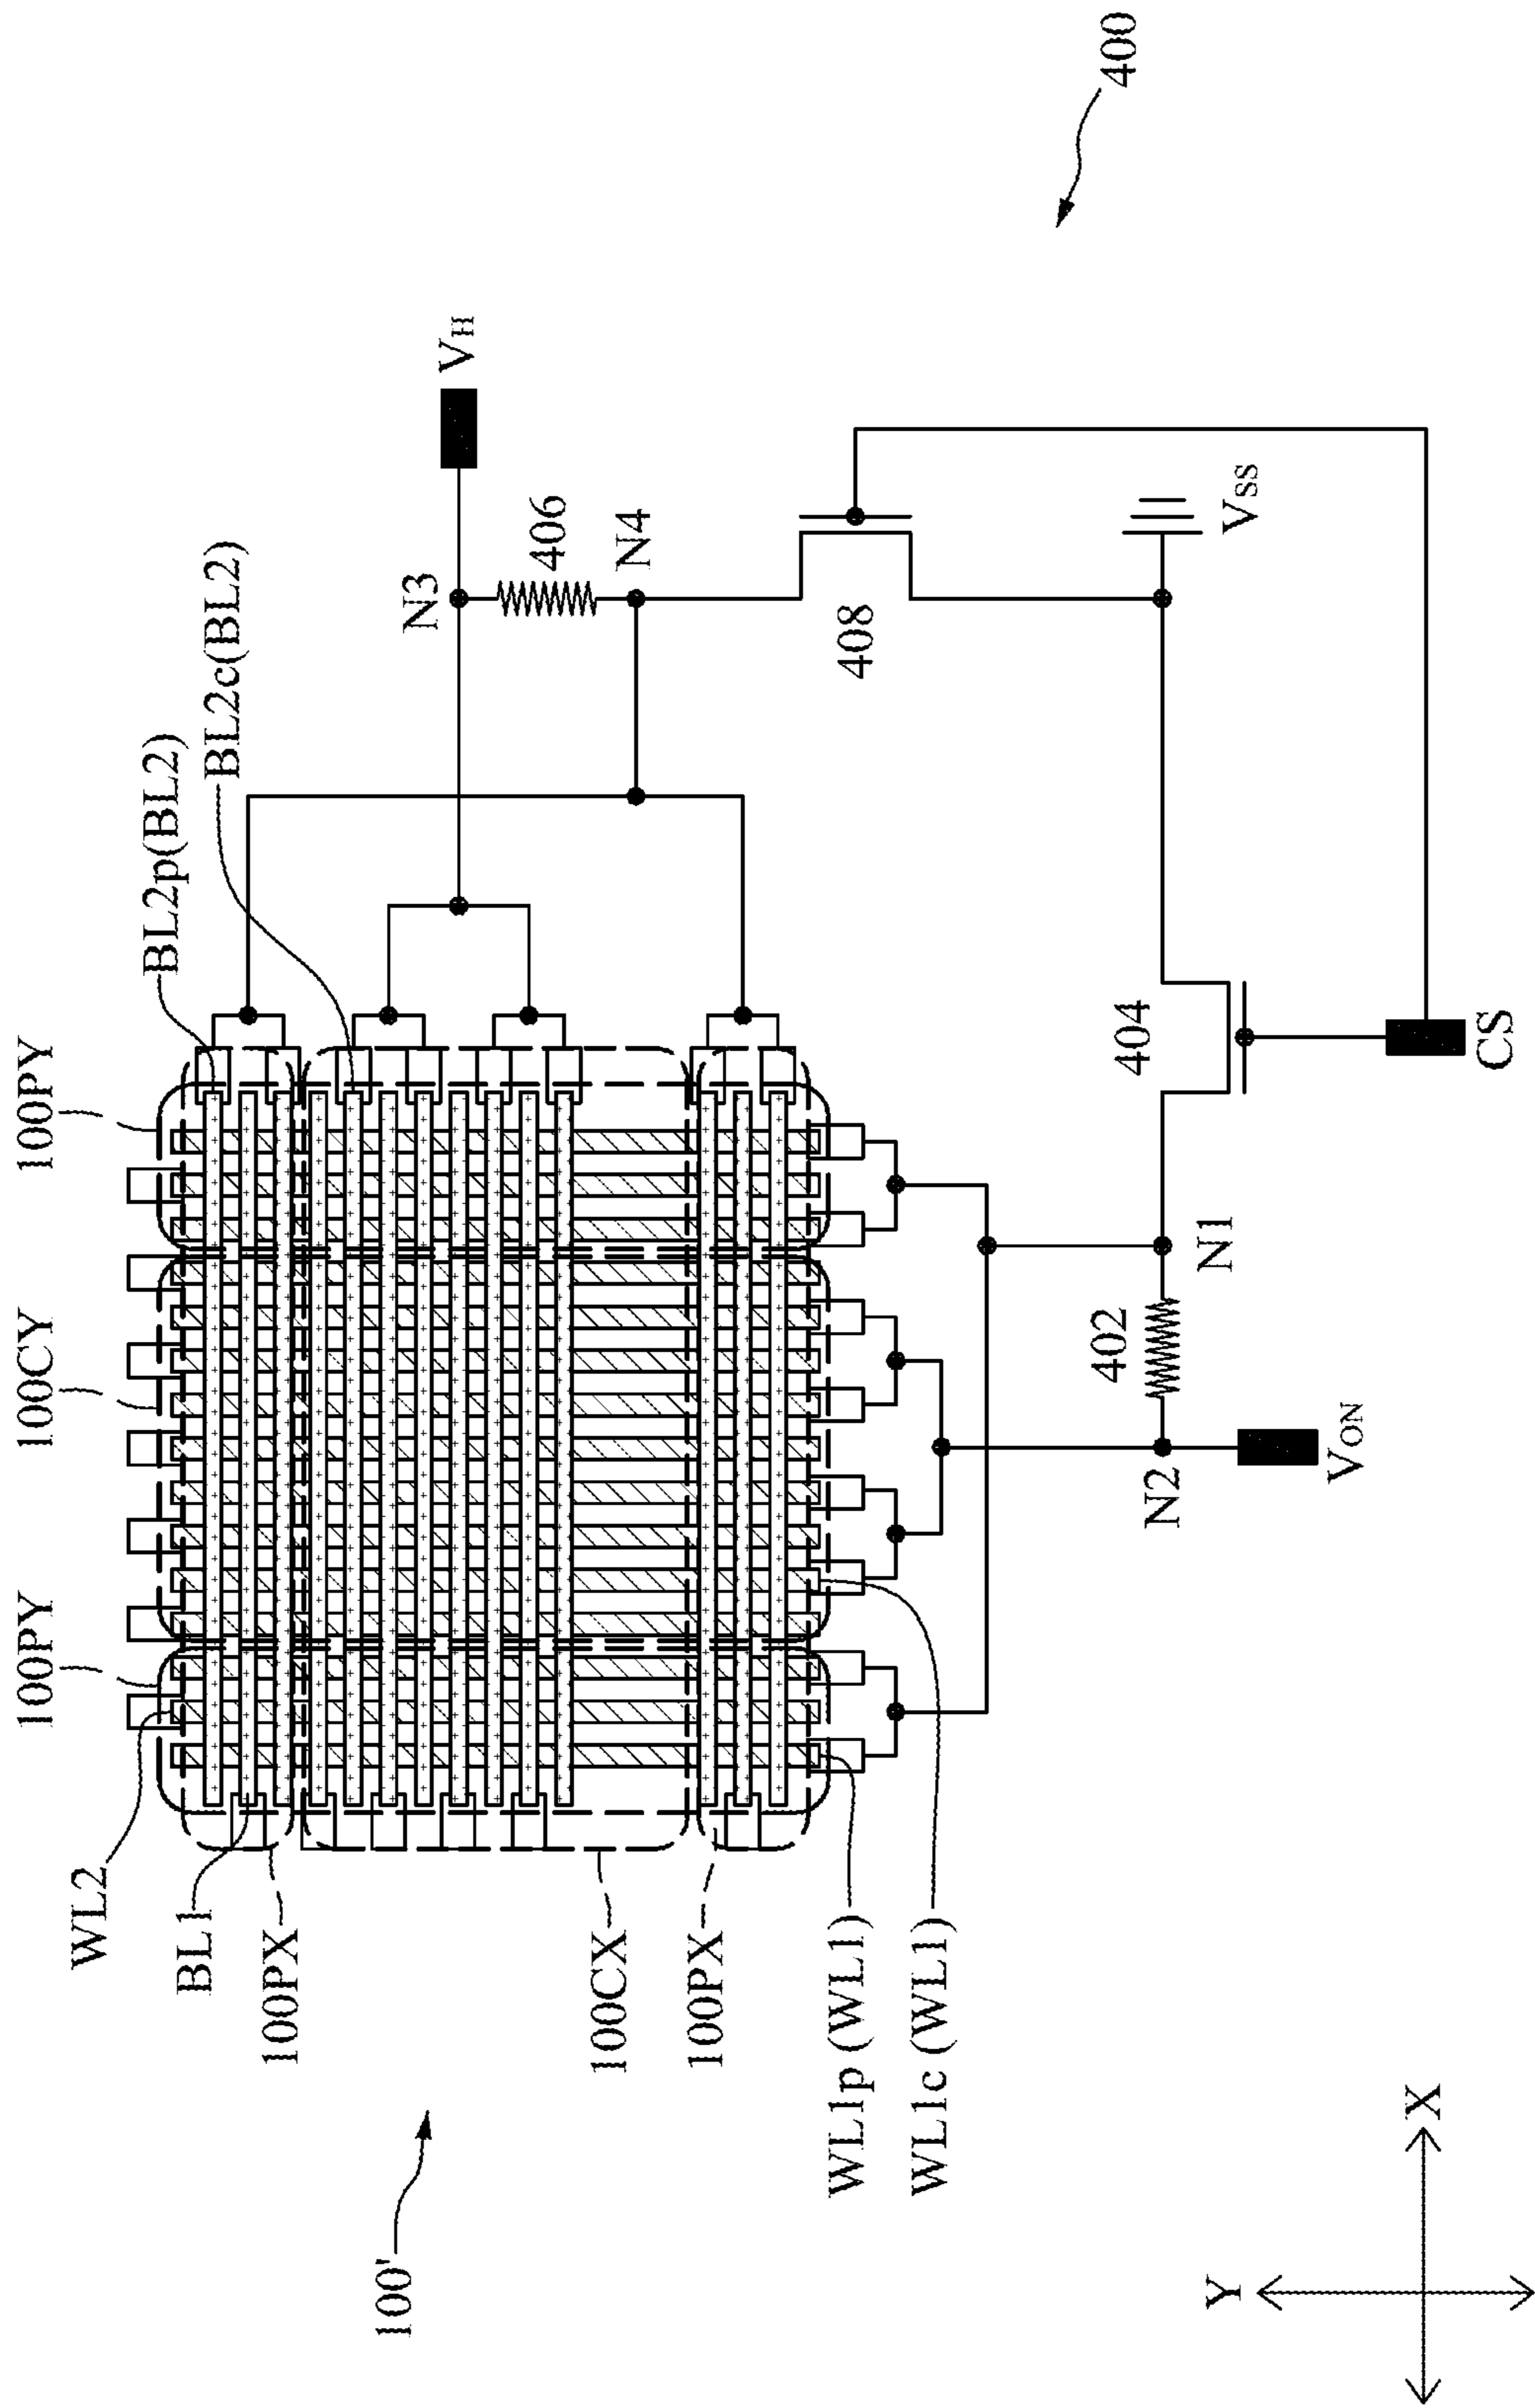 400
100PY
100CY
100PY
WL2
BL1
100PX
100CX
100PX
WL1p (WL1)
WL1c (WL1)
100'
BL2p(BL2)
BL2c(BL2)
N3
VH
406
N4
408
VSS
404
CS
N1
402
N2
VON
Y
X